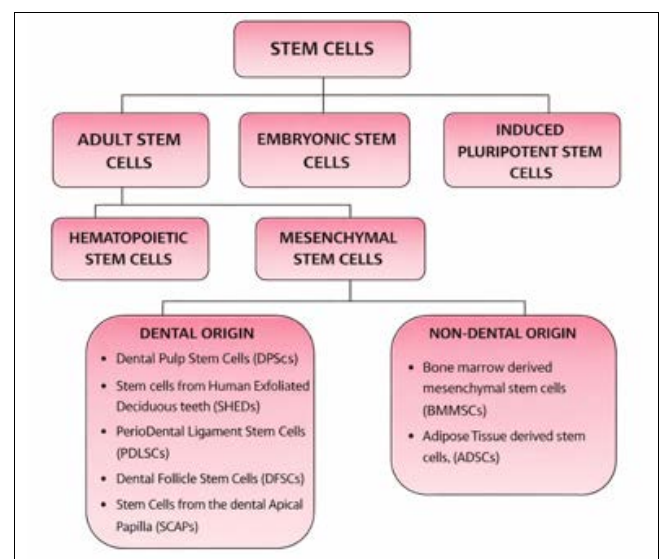 STEM CELLS
ADULT STEM
CELLS
EMBRYONIC STEM
CELLS
INDUCED
PLURIPOTENT STEM
CELLS
HEMATOPOIETIC
STEM CELLS
MESENCHYMAL
STEM CELLS
DENTAL ORIGIN
• Dental Pulp Stem Cells (DPScs)
• Stem cells from Human Exfoliated
Deciduous teeth (SHEDs)
• PerioDental Ligament Stem Cells
(PDLSCs)
• Dental Follicle Stem Cells (DFSCs)
• Stem Cells from the dental Apical
Papilla (SCAPs)
NON-DENTAL ORIGIN
• Bone marrow derived
mesenchymal stem cells
(BMMSCs)
• Adipose Tissue derived stem
cells, (ADSCs)